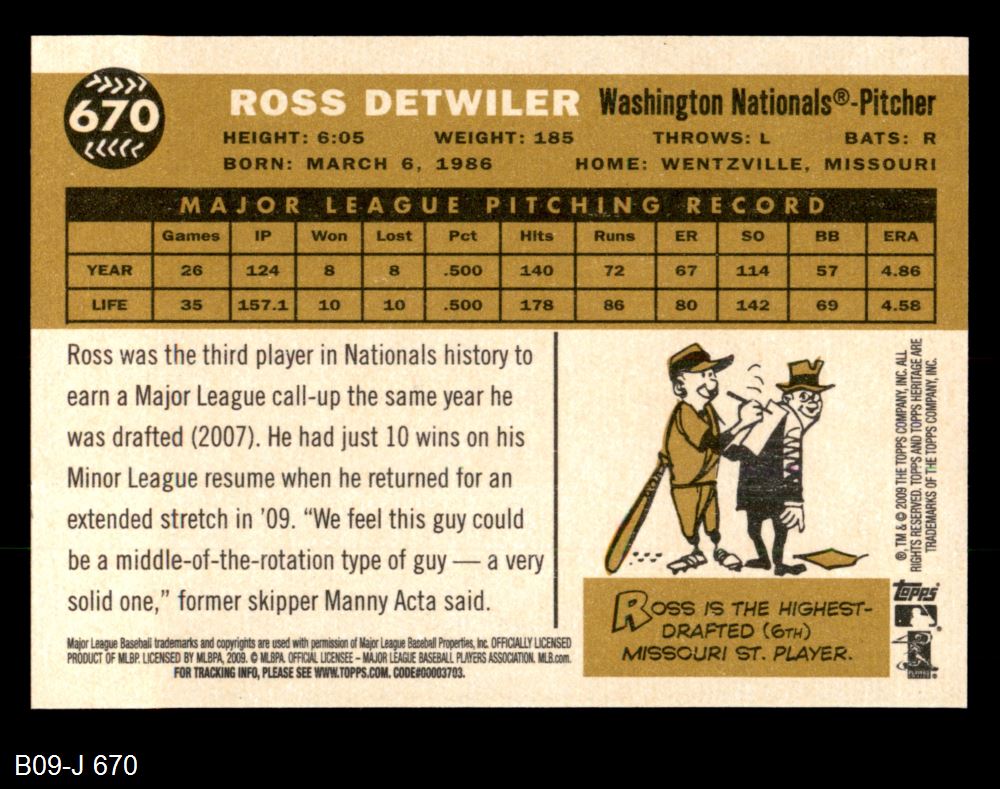 670
ROSS DETWILER Washington Nationals®-Pitcher
HEIGHT: 6:05 WEIGHT: 185 THROWS: L BATS: R
BORN: MARCH 6, 1986 HOME: WENTZVILLE, MISSOURI
MAJOR LEAGUE PITCHING RECORD
Games IP Won Lost Pct Hits Runs ER SO BB ERA
YEAR 26 124 8 8 .500 140 72 67 114 57 4.86
LIFE 35 157.1 10 10 .500 178 86 80 142 69 4.58
Ross was the third player in Nationals history to
earn a Major League call-up the same year he
was drafted (2007). He had just 10 wins on his
Minor League resume when he returned for an
extended stretch in '09. “We feel this guy could
be a middle-of-the-rotation type of guy — a very
solid one,” former skipper Manny Acta said.
Major League Baseball trademarks and copyrights are used with permission of Major League Baseball Properties, Inc. OFFICIALLY LICENSED
PRODUCT OF MLBP. LICENSED BY MLBPA, 2009. © MLBPA. OFFICIAL LICENSEE – MAJOR LEAGUE BASEBALL PLAYERS ASSOCIATION. MLB.com.
FOR TRACKING INFO, PLEASE SEE WWW.TOPPS.COM. CODE#00003703.
ROSS IS THE HIGHEST-
DRAFTED (6TH)
MISSOURI ST. PLAYER.
®, TM & © 2009 THE TOPPS COMPANY, INC. ALL
RIGHTS RESERVED. TOPPS AND TOPPS HERITAGE ARE
TRADEMARKS OF THE TOPPS COMPANY, INC.
Topps
B09-J 670